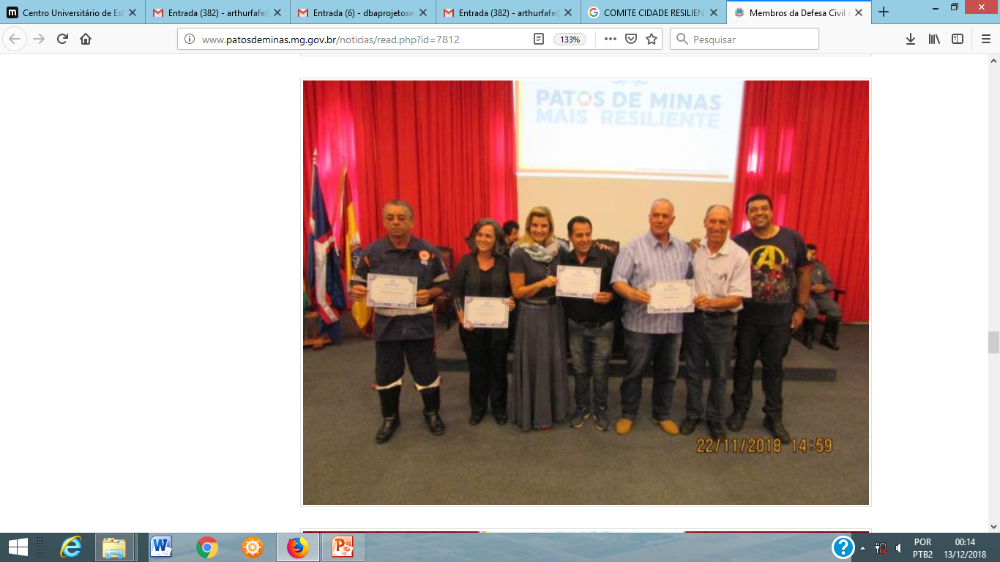 Centro Universitário de Est
Entrada (382) - arthurfafe@
Entrada (6) - dbaprojetose
Entrada (382) - arthurfafe@
COMITE CIDADE RESILIEN
Membros da Defesa Civil e
www.patosdeminas.mg.gov.br/noticias/read.php?id=7812
133%
Pesquisar
PATOS DE MINAS
MAIS RESILIENTE
22/11/2018 14:59
POR
PTB2
00:14
13/12/2018